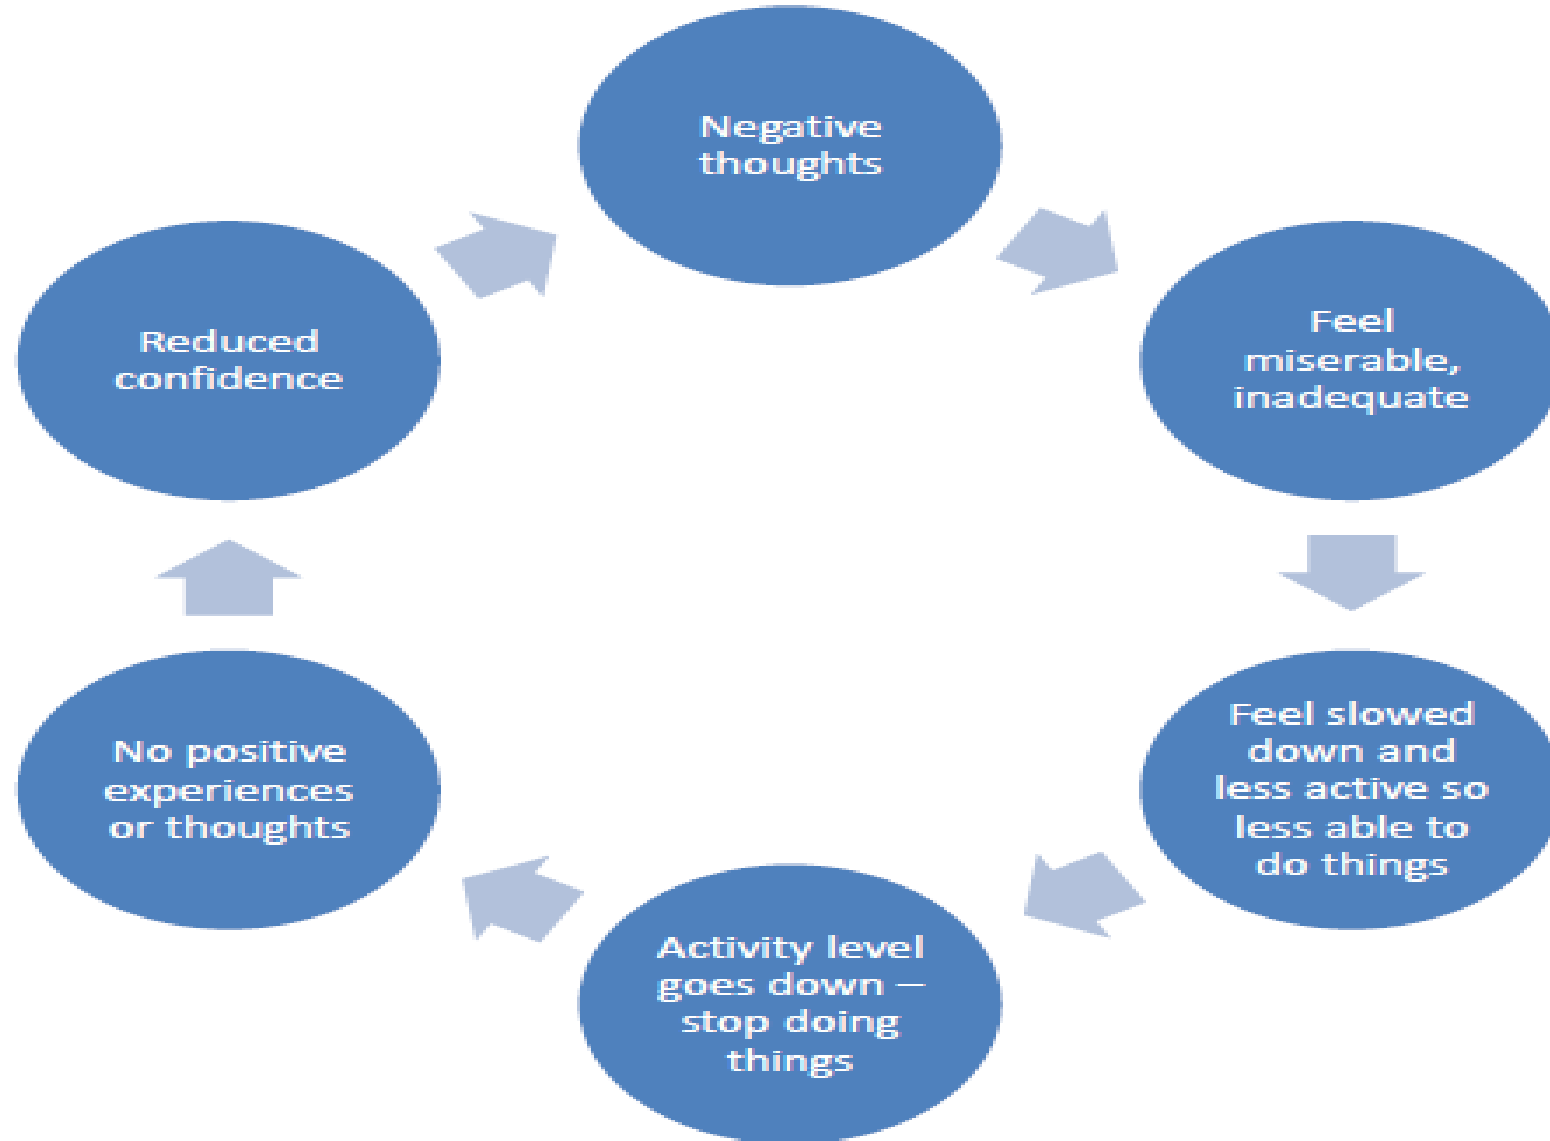 Negative
thoughts
Feel
miserable,
inadequate
Feel slowed
down and
less active so
less able to
do things
Activity level
goes down –
stop doing
things
No positive
experiences
or thoughts
Reduced
confidence